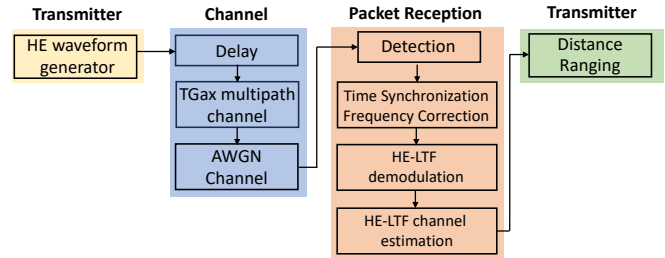 Transmitter
HE waveform
generator
Channel
Delay
TGax multipath
channel
AWGN
Channel
Packet Reception
Detection
Time Synchronization
Frequency Correction
HE-LTF
demodulation
HE-LTF channel
estimation
Transmitter
Distance
Ranging